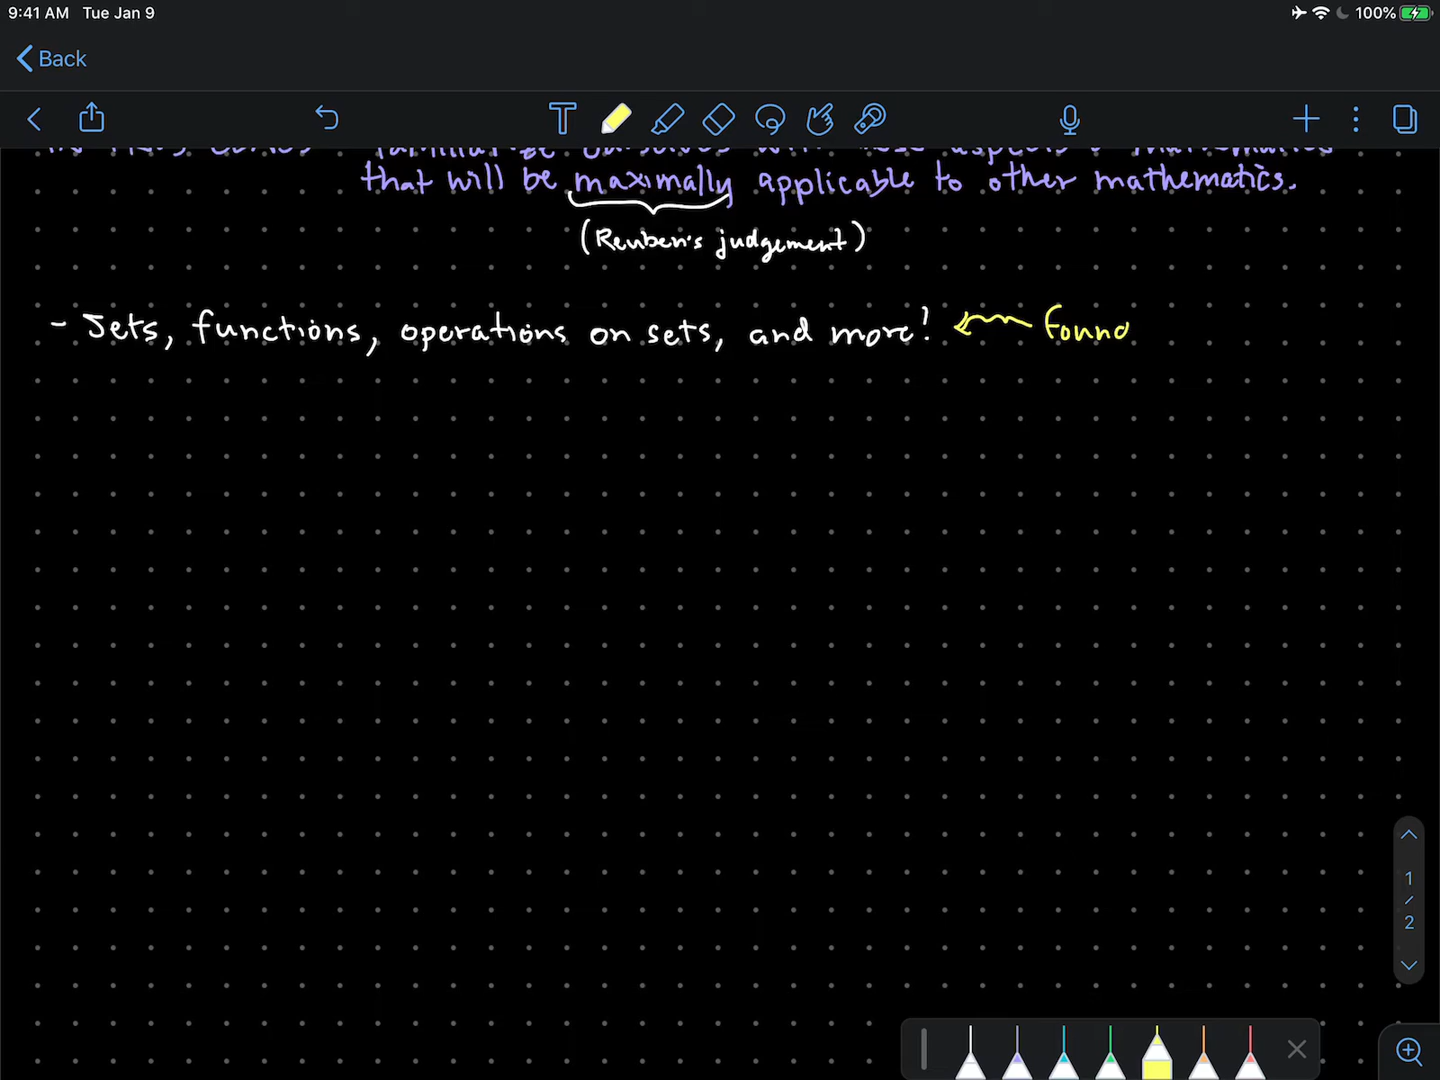 9:41 AM Tue Jan 9
100%
Back
that will be maximally applicable to other mathematics.
(Reuben's judgement)
- Sets, functions, operations on sets, and more! found
1
/
2